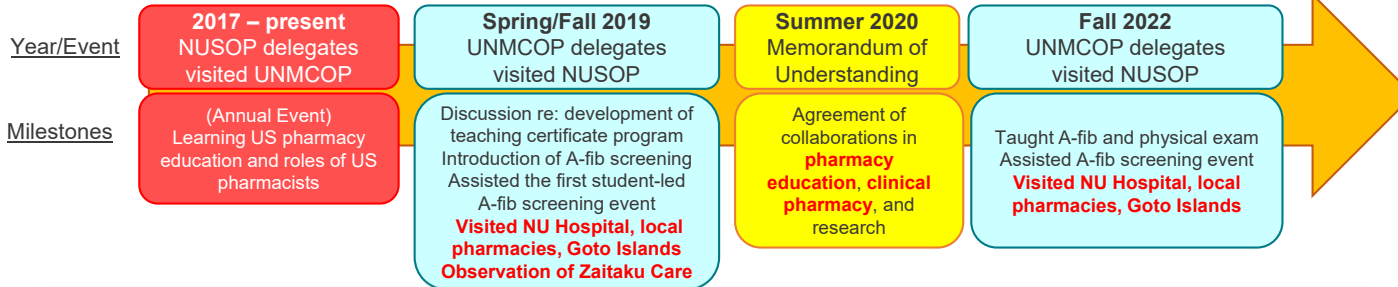 Year/Event
2017 – present
NUSOP delegates
visited UNMCOP
Spring/Fall 2019
UNMCOP delegates
visited NUSOP
Summer 2020
Memorandum of
Understanding
Fall 2022
UNMCOP delegates
visited NUSOP
Milestones
(Annual Event)
Learning US pharmacy
education and roles of US
pharmacists
Discussion re: development of
teaching certificate program
Introduction of A-fib screening
Assisted the first student-led
A-fib screening event
Visited NU Hospital, local
pharmacies, Goto Islands
Observation of Zaitaku Care
Agreement of
collaborations in
pharmacy
education, clinical
pharmacy, and
research
Taught A-fib and physical exam
Assisted A-fib screening event
Visited NU Hospital, local
pharmacies, Goto Islands